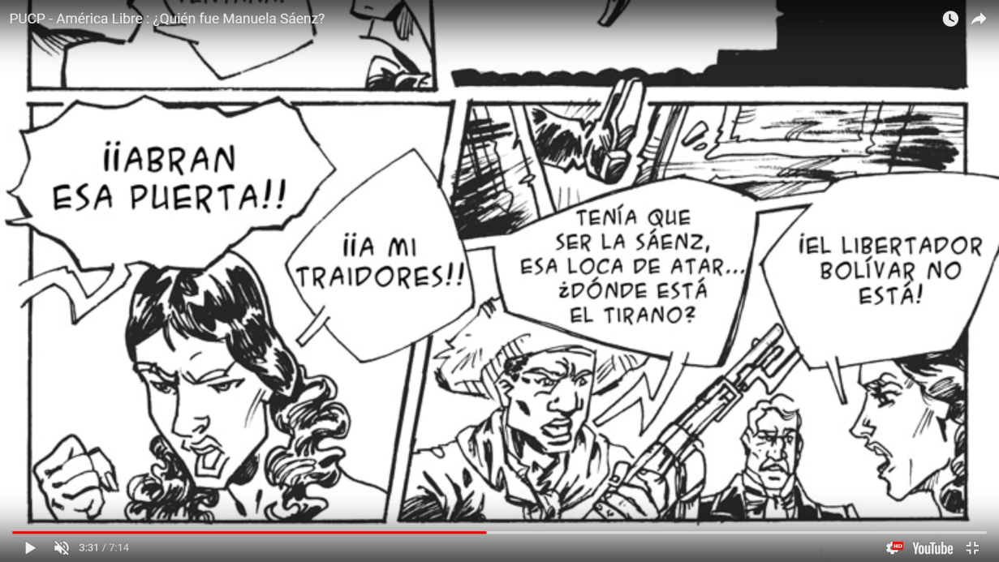 PUCP - América Libre : ¿Quién fue Manuela Sáenz?
¡¡ABRAN
ESA PUERTA!!
¡¡A MI
TRAIDORES!!
TENÍA QUE
SER LA SÁENZ,
ESA LOCA DE ATAR...
¿DÓNDE ESTÁ
EL TIRANO?
¡EL LIBERTADOR
BOLÍVAR NO
ESTÁ!
3:31 / 7:14
HD
YouTube